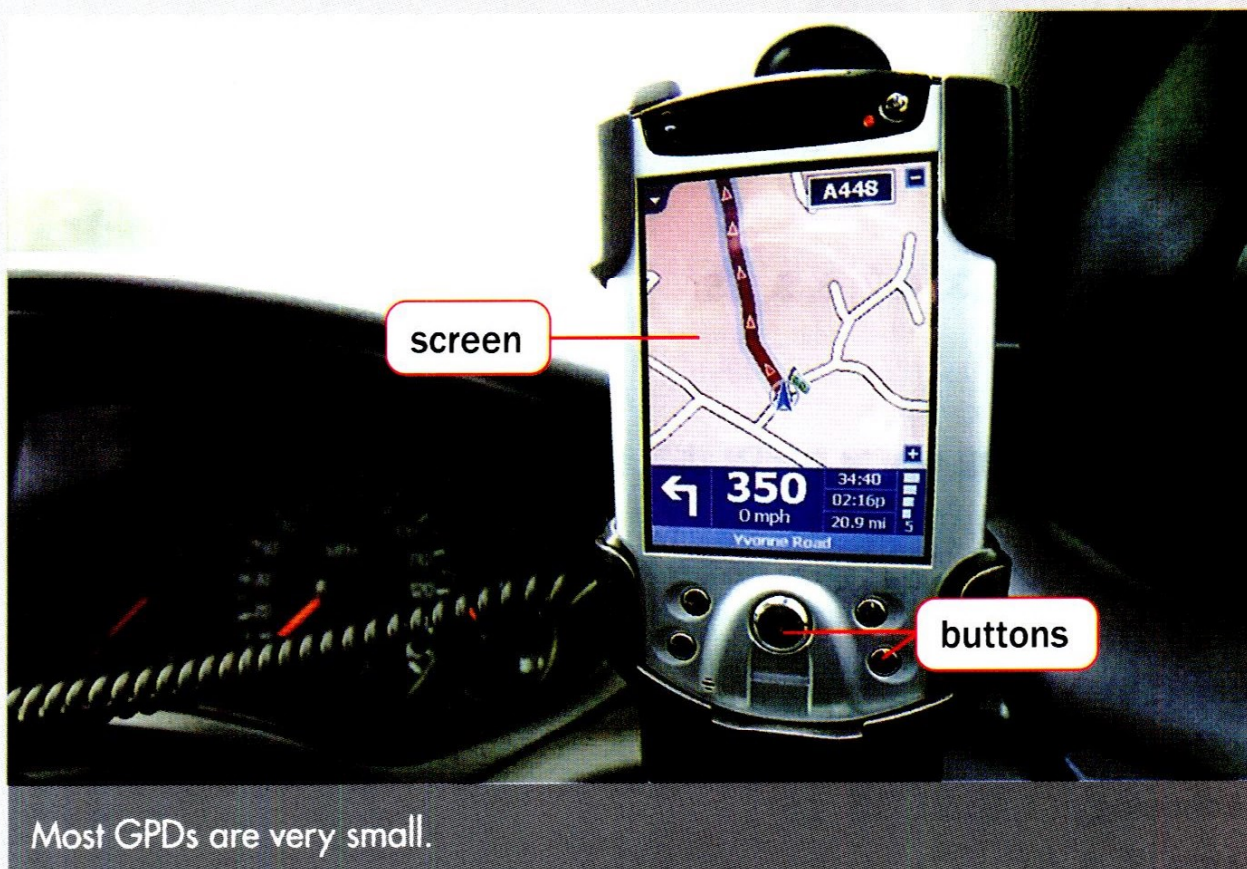 A448
screen
350
0 mph
34:40
02:16p
20.9 mi
5
Yvonne Road
buttons
Most GPDs are very small.